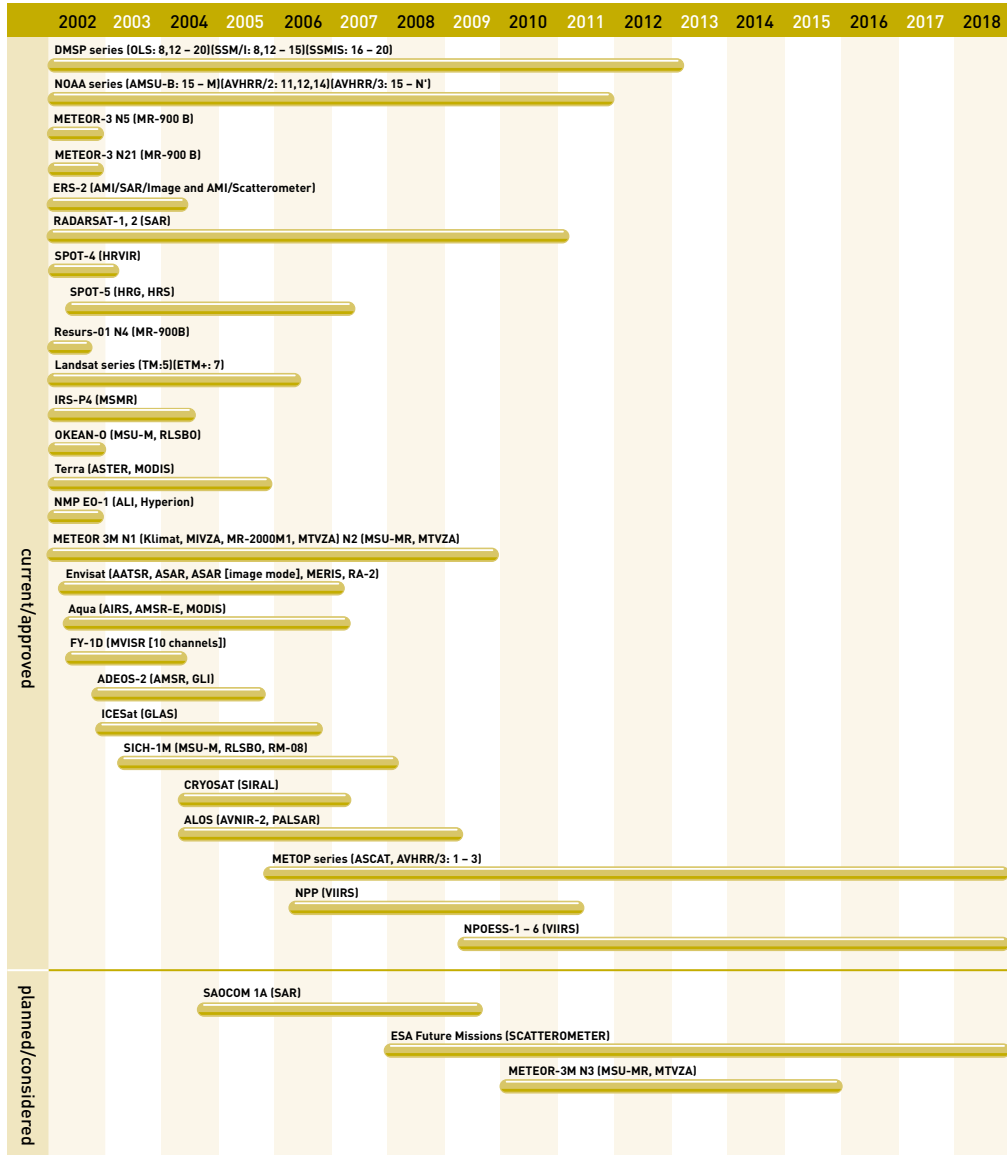 2002 2003 2004 2005 2006 2007 2008 2009 2010 2011 2012 2013 2014 2015 2016 2017 2018
current/approved
DMSP series (OLS: 8,12 – 20)(SSM/I: 8,12 – 15)(SSMIS: 16 – 20)
NOAA series (AMSU-B: 15 – M)(AVHRR/2: 11,12,14)(AVHRR/3: 15 – N')
METEOR-3 N5 (MR-900 B)
METEOR-3 N21 (MR-900 B)
ERS-2 (AMI/SAR/Image and AMI/Scatterometer)
RADARSAT-1, 2 (SAR)
SPOT-4 (HRVIR)
SPOT-5 (HRG, HRS)
Resurs-01 N4 (MR-900B)
Landsat series (TM:5)(ETM+: 7)
IRS-P4 (MSMR)
OKEAN-O (MSU-M, RLSBO)
Terra (ASTER, MODIS)
NMP EO-1 (ALI, Hyperion)
METEOR 3M N1 (Klimat, MIVZA, MR-2000M1, MTVZA) N2 (MSU-MR, MTVZA)
Envisat (AATSR, ASAR, ASAR [image mode], MERIS, RA-2)
Aqua (AIRS, AMSR-E, MODIS)
FY-1D (MVISR [10 channels])
ADEOS-2 (AMSR, GLI)
ICESat (GLAS)
SICH-1M (MSU-M, RLSBO, RM-08)
CRYOSAT (SIRAL)
ALOS (AVNIR-2, PALSAR)
METOP series (ASCAT, AVHRR/3: 1 – 3)
NPP (VIIRS)
NPOESS-1 – 6 (VIIRS)
planned/considered
SAOCOM 1A (SAR)
ESA Future Missions (SCATTEROMETER)
METEOR-3M N3 (MSU-MR, MTVZA)